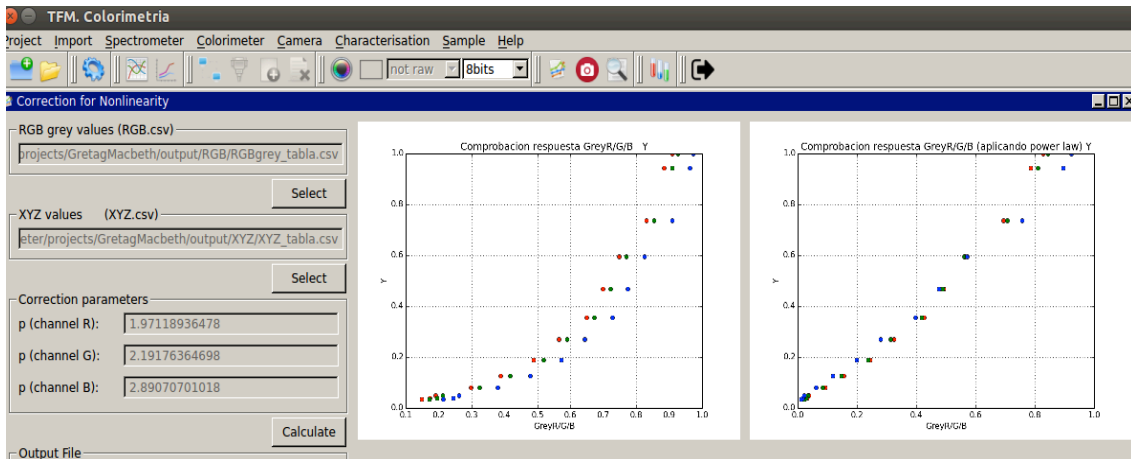 TFM. Colorimetria
Project Import Spectrometer Colorimeter Camera Characterisation Sample Help
not raw 8bits
Correction for Nonlinearity
RGB grey values (RGB.csv)
projects/GretagMacbeth/output/RGB/RGBgrey_tabla.csv
Select
XYZ values (XYZ.csv)
eter/projects/GretagMacbeth/output/XYZ/XYZ_tabla.csv
Select
Correction parameters
p (channel R): 1.97118936478
p (channel G): 2.19176364698
p (channel B): 2.89070701018
Calculate
Output File
Comprobacion respuesta GreyR/G/B Y
1.0
0.8
0.6
Y
0.4
0.2
0.0
0.1 0.2 0.3 0.4 0.5 0.6 0.7 0.8 0.9 1.0
GreyR/G/B
Comprobacion respuesta GreyR/G/B (aplicando power law) Y
1.0
0.8
0.6
Y
0.4
0.2
0.0
0.0 0.2 0.4 0.6 0.8 1.0
GreyR/G/B